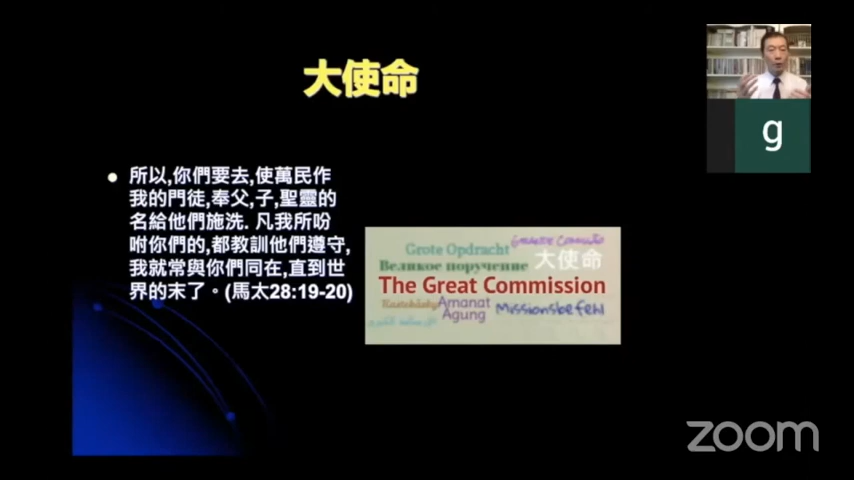 大使命
所以,你們要去,使萬民作
我的門徒,奉父,子,聖靈的
名給他們施洗. 凡我所吩
咐你們的,都教訓他們遵守,
我就常與你們同在,直到世
界的末了。(馬太28:19-20)
Grote Opdracht
Великое поручение
大使命
The Great Commission
Amanat
Agung
Missionsbefehl
g
zoom